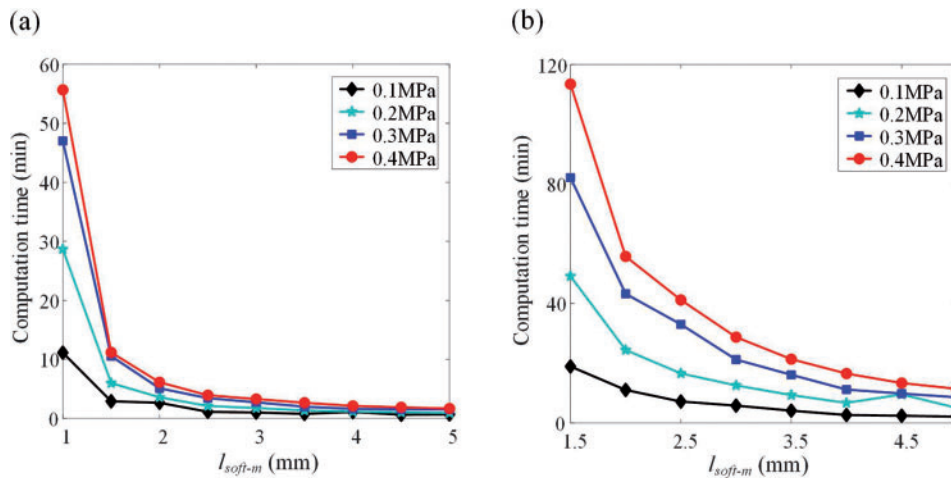 (a)
60
50
40
30
20
10
0
Computation time (min)
0.1MPa
0.2MPa
0.3MPa
0.4MPa
1 2 3 4 5
lsoft-m (mm)
(b)
120
80
40
0
Computation time (min)
0.1MPa
0.2MPa
0.3MPa
0.4MPa
1.5 2.5 3.5 4.5
lsoft-m (mm)